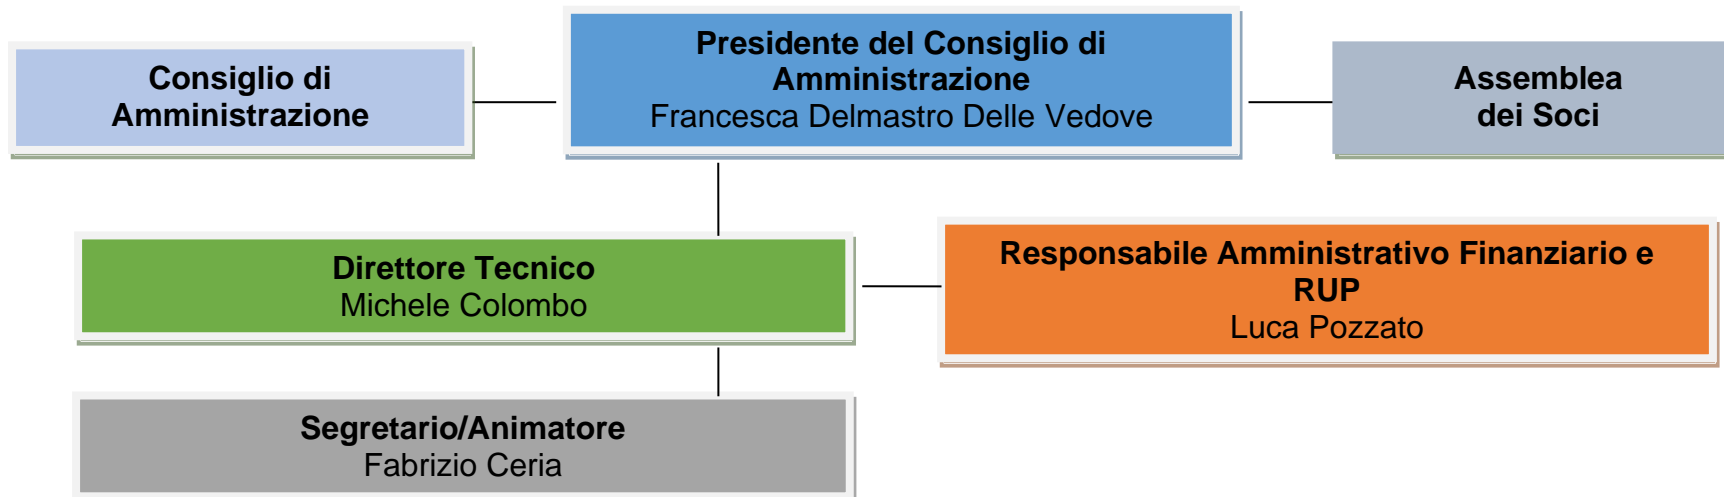 Consiglio di
Amministrazione
Presidente del Consiglio di
Amministrazione
Francesca Delmastro Delle Vedove
Assemblea
dei Soci
Direttore Tecnico
Michele Colombo
Responsabile Amministrativo Finanziario e
RUP
Luca Pozzato
Segretario/Animatore
Fabrizio Ceria